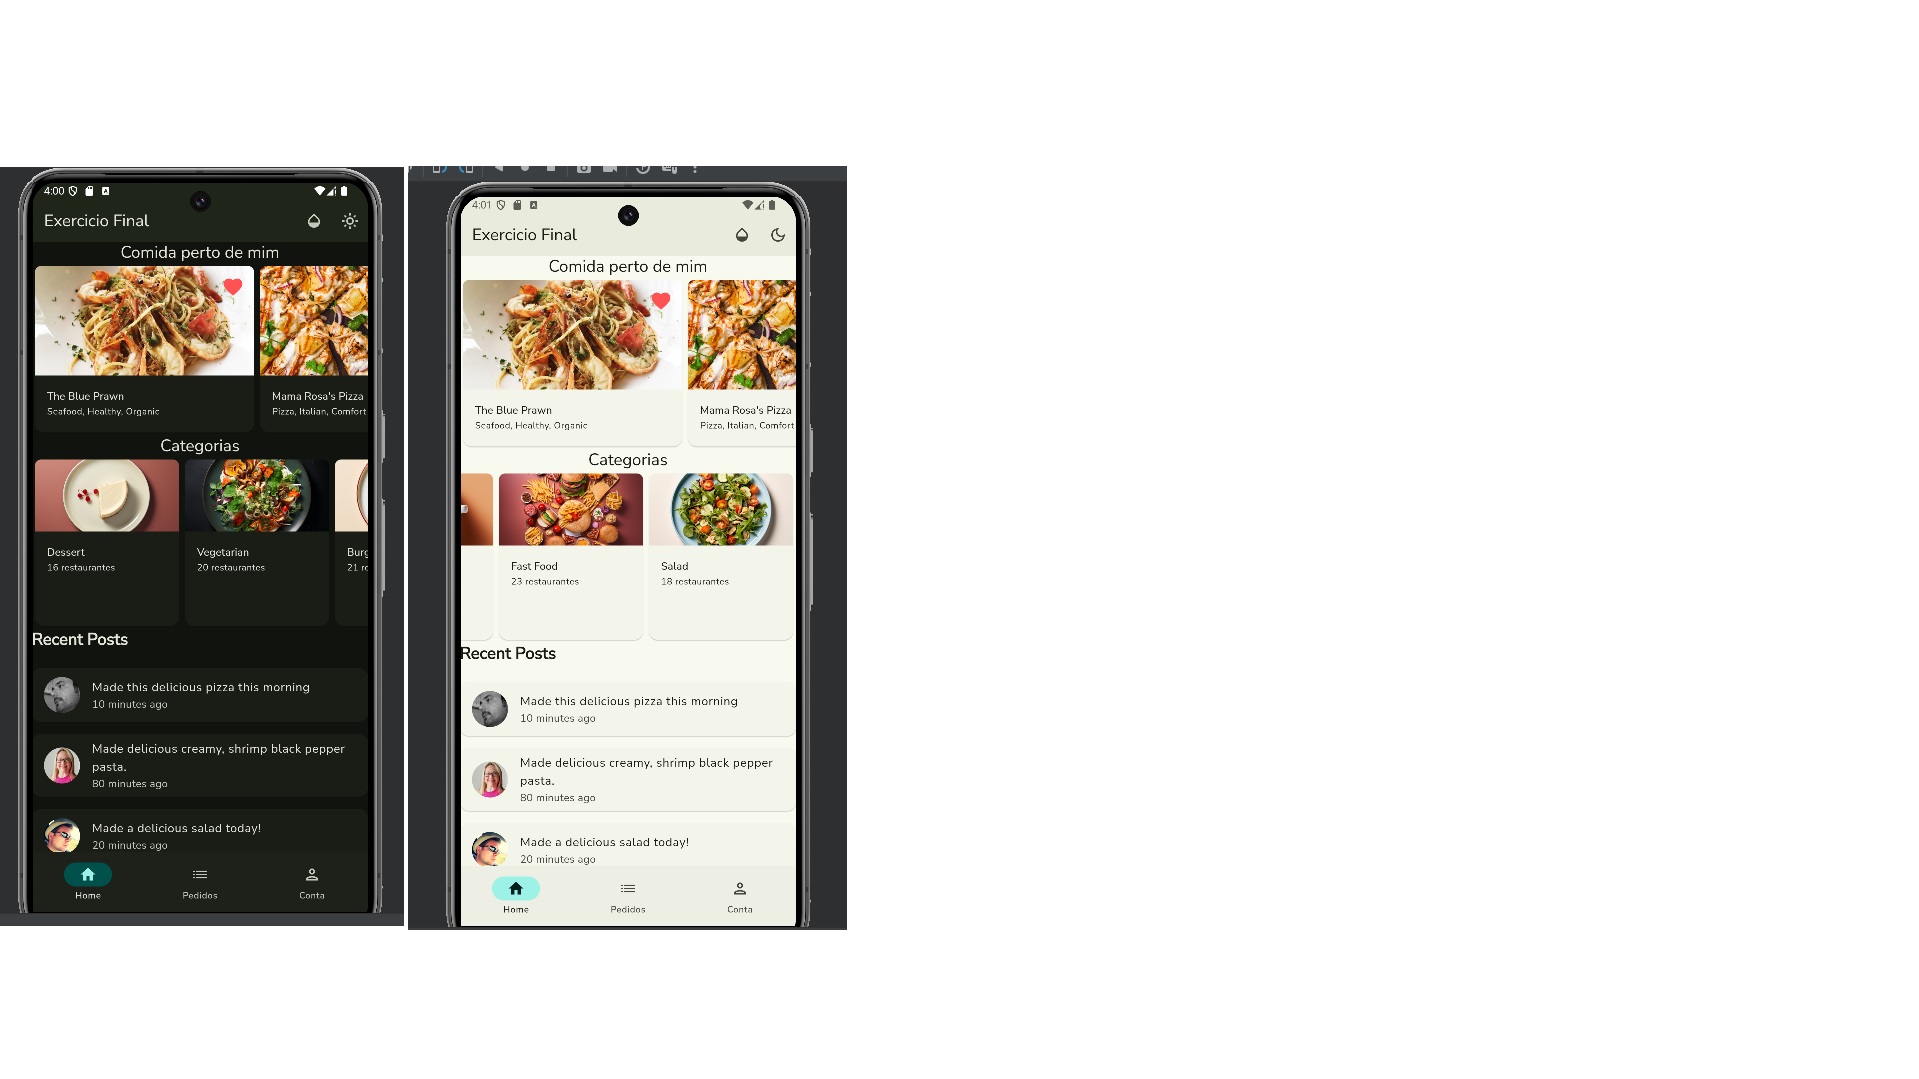 4:00
Exercicio Final
Comida perto de mim
The Blue Prawn
Seafood, Healthy, Organic
Mama Rosa's Pizza
Pizza, Italian, Comfort
Categorias
Dessert
16 restaurantes
Vegetarian
20 restaurantes
Burg
21 re
Recent Posts
Made this delicious pizza this morning
10 minutes ago
Made delicious creamy, shrimp black pepper
pasta.
80 minutes ago
Made a delicious salad today!
20 minutes ago
Home
Pedidos
Conta
4:01
Exercicio Final
Comida perto de mim
The Blue Prawn
Seafood, Healthy, Organic
Mama Rosa's Pizza
Pizza, Italian, Comfort
Categorias
Fast Food
23 restaurantes
Salad
18 restaurantes
Recent Posts
Made this delicious pizza this morning
10 minutes ago
Made delicious creamy, shrimp black pepper
pasta.
80 minutes ago
Made a delicious salad today!
20 minutes ago
Home
Pedidos
Conta